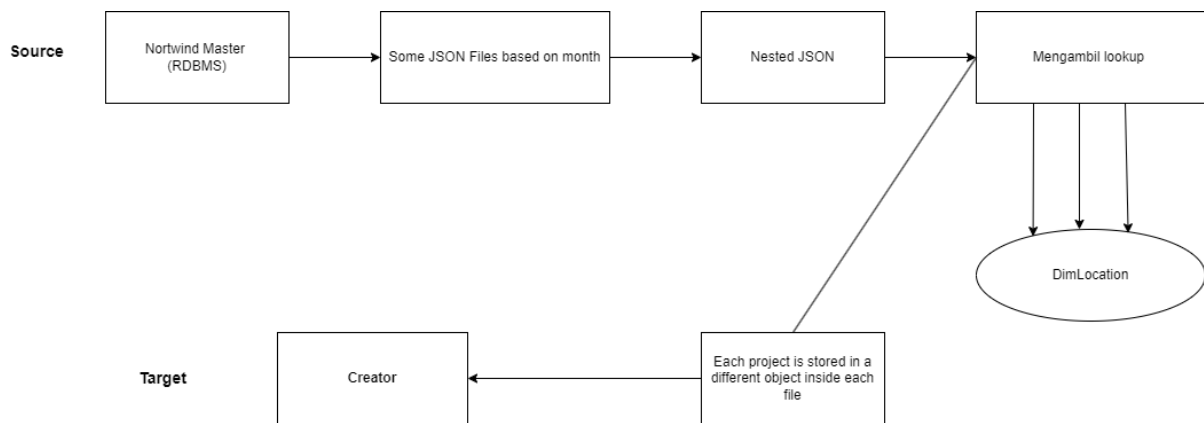 Source
Nortwind Master
(RDBMS)
Some JSON Files based on month
Nested JSON
Mengambil lookup
DimLocation
Target
Creator
Each project is stored in a
different object inside each
file